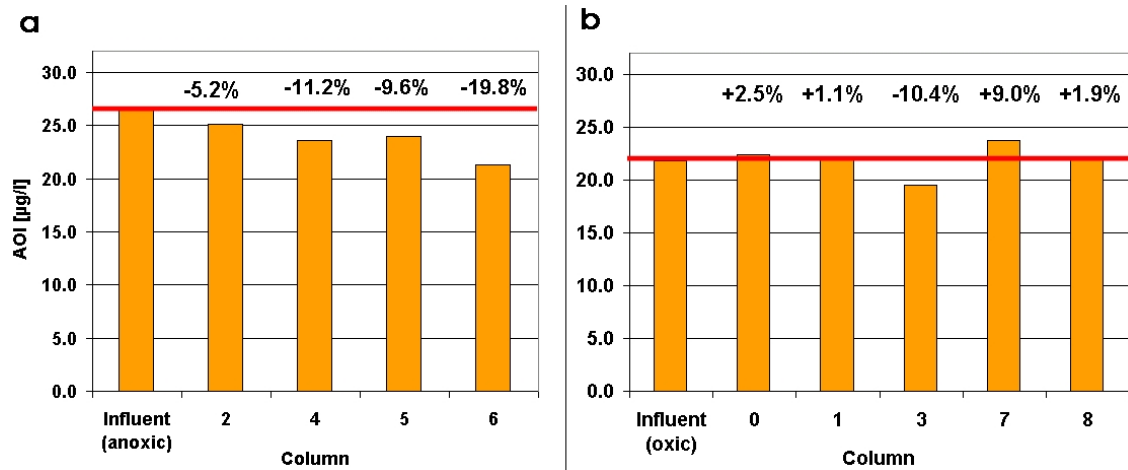 a
AOI [µg/l]
30.0
25.0
20.0
15.0
10.0
5.0
0.0
-5.2% -11.2% -9.6% -19.8%
Influent (anoxic) 2 4 5 6
Column
b
30.0
25.0
20.0
15.0
10.0
5.0
0.0
+2.5% +1.1% -10.4% +9.0% +1.9%
Influent (oxic) 0 1 3 7 8
Column